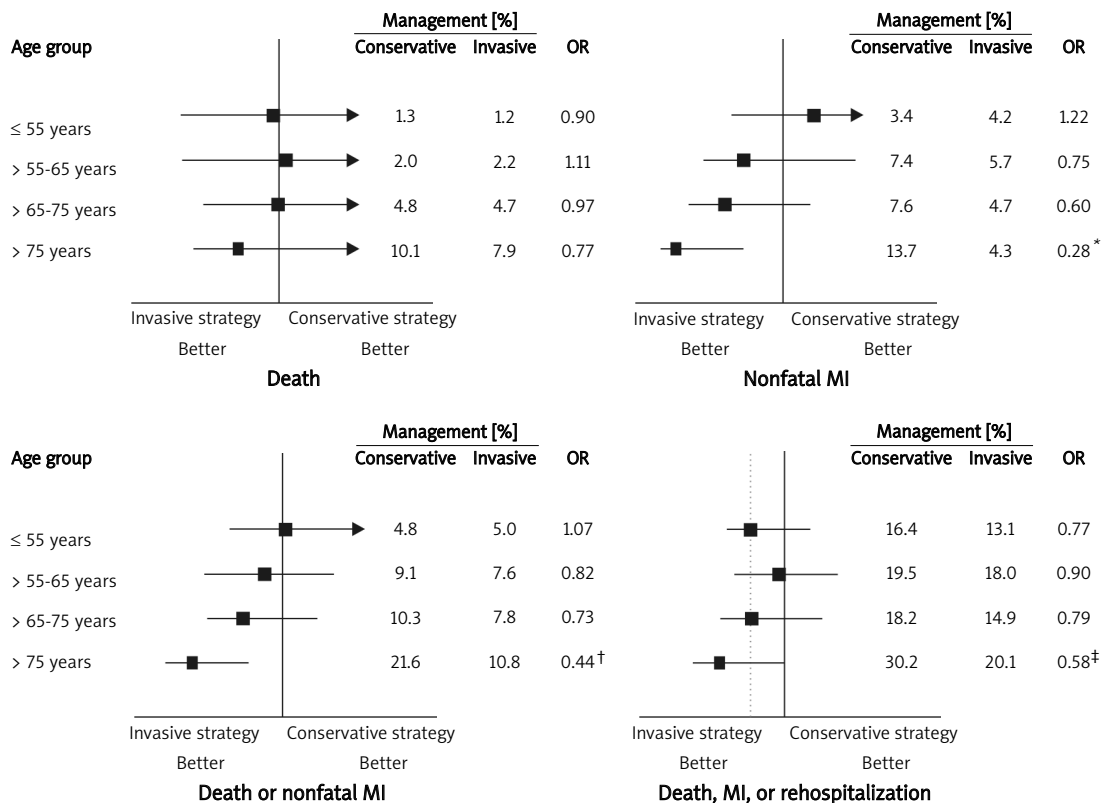 Management [%]
Age group Conservative Invasive OR
≤ 55 years 1.3 1.2 0.90
> 55-65 years 2.0 2.2 1.11
> 65-75 years 4.8 4.7 0.97
> 75 years 10.1 7.9 0.77
Invasive strategy Conservative strategy
Better Better
Death
Management [%]
Conservative Invasive OR
3.4 4.2 1.22
7.4 5.7 0.75
7.6 4.7 0.60
13.7 4.3 0.28*
Invasive strategy Conservative strategy
Better Better
Nonfatal MI
Management [%]
Age group Conservative Invasive OR
≤ 55 years 4.8 5.0 1.07
> 55-65 years 9.1 7.6 0.82
> 65-75 years 10.3 7.8 0.73
> 75 years 21.6 10.8 0.44†
Invasive strategy Conservative strategy
Better Better
Death or nonfatal MI
Management [%]
Conservative Invasive OR
16.4 13.1 0.77
19.5 18.0 0.90
18.2 14.9 0.79
30.2 20.1 0.58‡
Invasive strategy Conservative strategy
Better Better
Death, MI, or rehospitalization